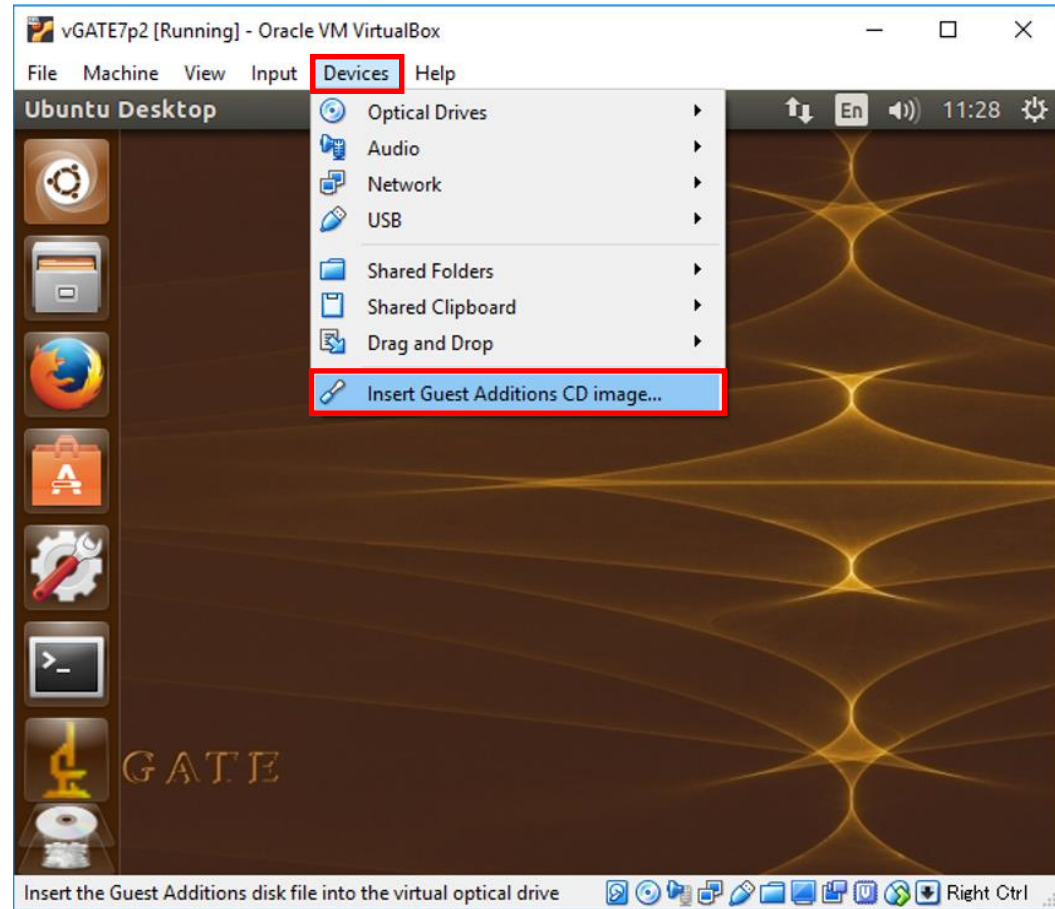 vGATE7p2 [Running] - Oracle VM VirtualBox
File Machine View Input Devices Help
Ubuntu Desktop En 11:28
Optical Drives
Audio
Network
USB
Shared Folders
Shared Clipboard
Drag and Drop
Insert Guest Additions CD image...
GATE
Insert the Guest Additions disk file into the virtual optical drive Right Ctrl